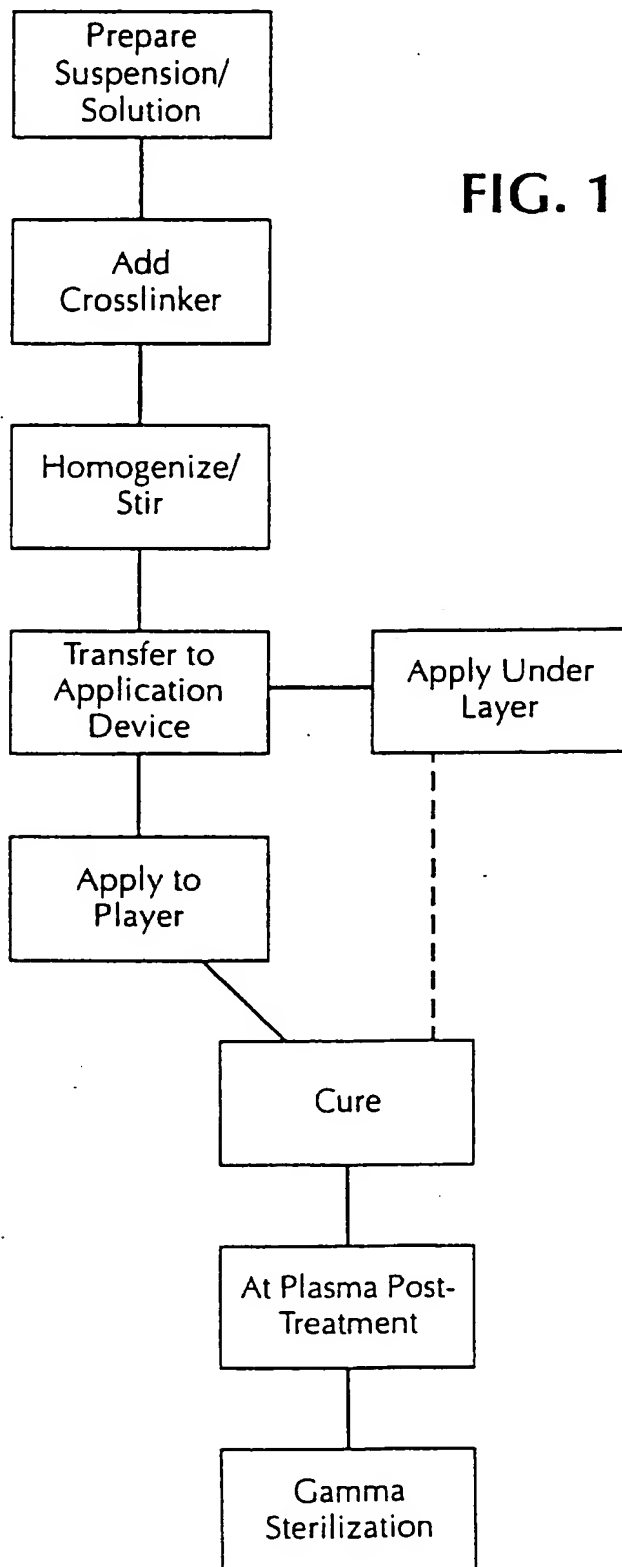 Prepare
Suspension/
Solution
FIG. 1
Add
Crosslinker
Homogenize/
Stir
Transfer to
Application
Device
Apply Under
Layer
Apply to
Player
Cure
At Plasma Post-
Treatment
Gamma
Sterilization